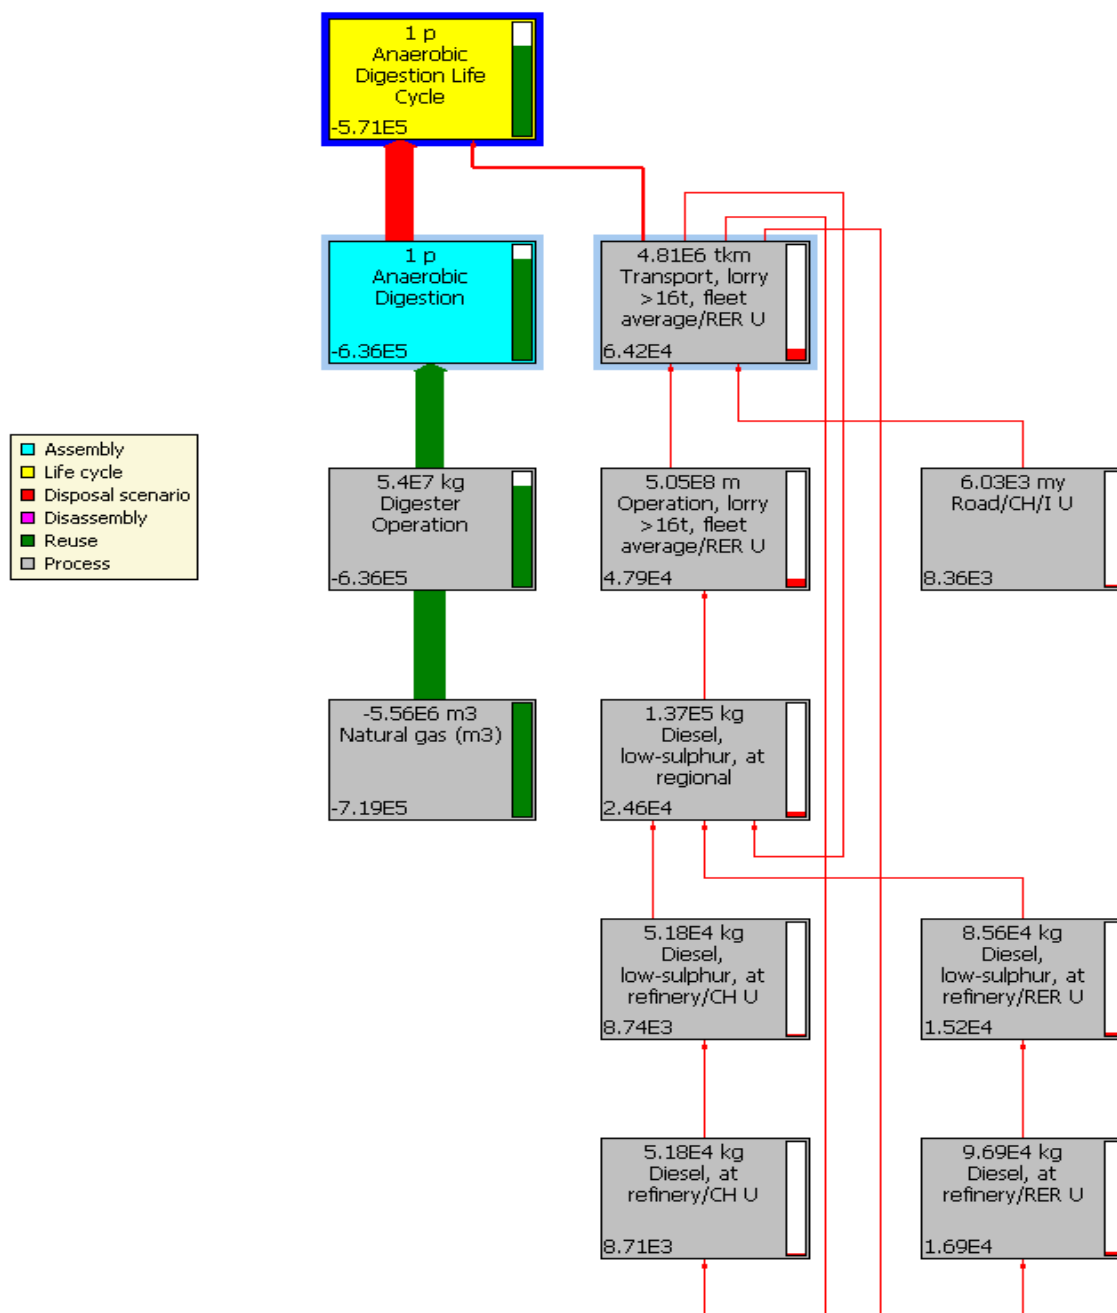 1 p
Anaerobic
Digestion Life
Cycle
-5.71E5
1 p
Anaerobic
Digestion
-6.36E5
4.81E6 tkm
Transport, lorry
>16t, fleet
average/RER U
6.42E4
Assembly
Life cycle
Disposal scenario
Disassembly
Reuse
Process
5.4E7 kg
Digester
Operation
-6.36E5
5.05E8 m
Operation, lorry
>16t, fleet
average/RER U
4.79E4
6.03E3 my
Road/CH/I U
8.36E3
-5.56E6 m3
Natural gas (m3)
-7.19E5
1.37E5 kg
Diesel,
low-sulphur, at
regional
2.46E4
5.18E4 kg
Diesel,
low-sulphur, at
refinery/CH U
8.74E3
8.56E4 kg
Diesel,
low-sulphur, at
refinery/RER U
1.52E4
5.18E4 kg
Diesel, at
refinery/CH U
8.71E3
9.69E4 kg
Diesel, at
refinery/RER U
1.69E4